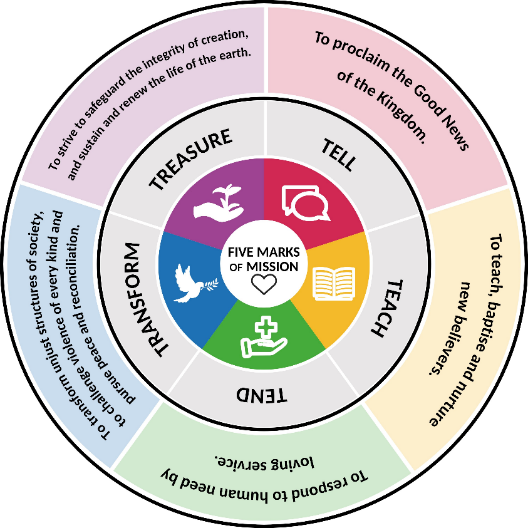 FIVE MARKS
OF MISSION
TELL
To proclaim the Good News
of the Kingdom.
TEACH
To teach, baptise and nurture
new believers.
TEND
To respond to human need by
loving service.
TRANSFORM
To transform unjust structures of society,
to challenge violence of every kind and
pursue peace and reconciliation.
TREASURE
To strive to safeguard the integrity of creation,
and sustain and renew the life of the earth.